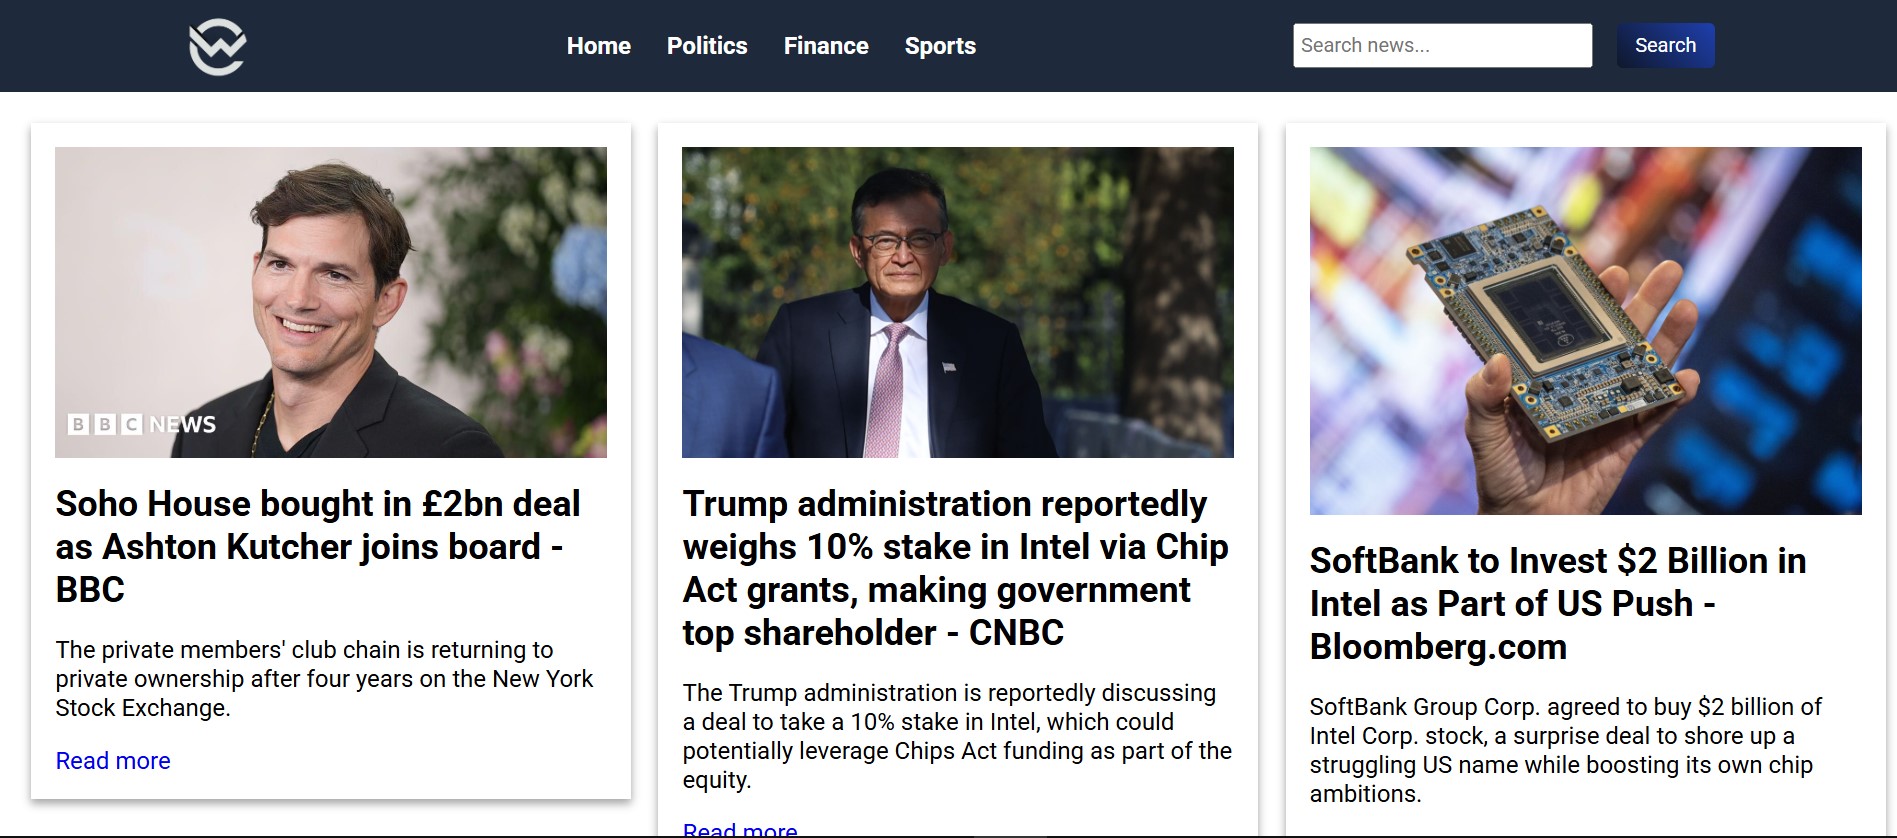 Home
Politics
Finance
Sports
Search news...
Search
BBC NEWS
Soho House bought in £2bn deal
as Ashton Kutcher joins board -
BBC
The private members' club chain is returning to
private ownership after four years on the New York
Stock Exchange.
Read more
Trump administration reportedly
weighs 10% stake in Intel via Chip
Act grants, making government
top shareholder - CNBC
The Trump administration is reportedly discussing
a deal to take a 10% stake in Intel, which could
potentially leverage Chips Act funding as part of the
equity.
Read more
SoftBank to Invest $2 Billion in
Intel as Part of US Push -
Bloomberg.com
SoftBank Group Corp. agreed to buy $2 billion of
Intel Corp. stock, a surprise deal to shore up a
struggling US name while boosting its own chip
ambitions.